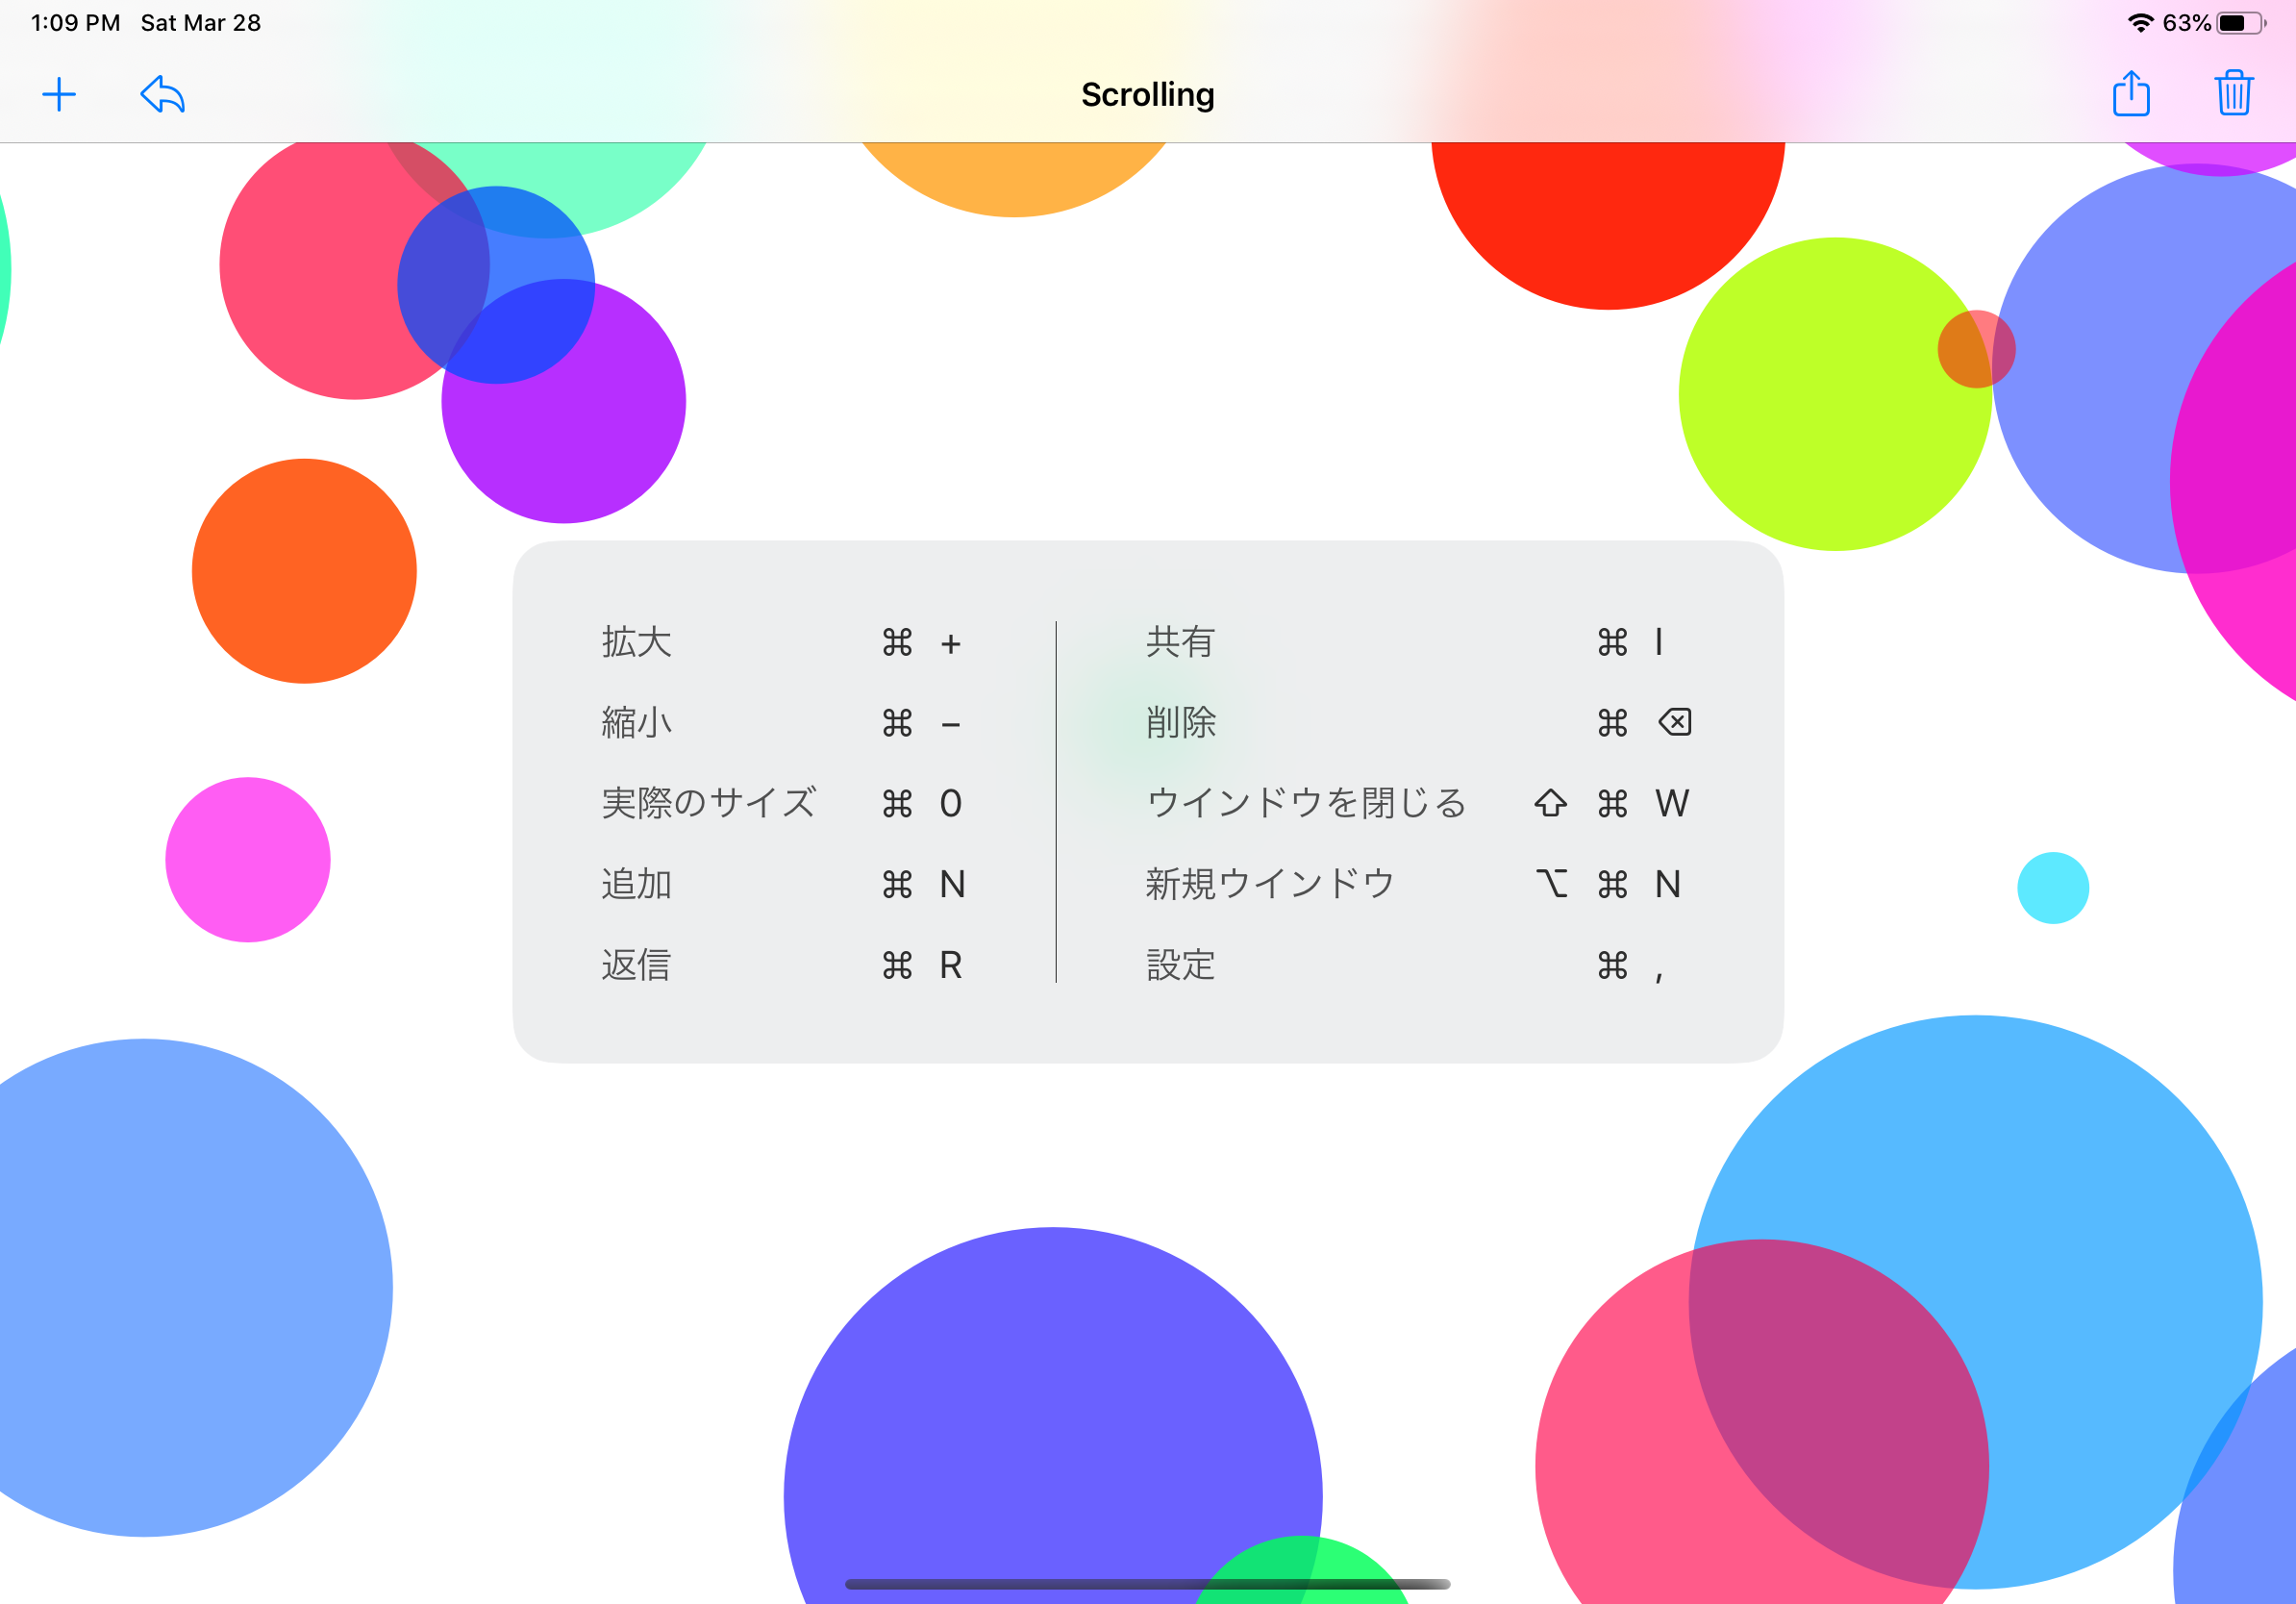 1:09 PM Sat Mar 28
63%
Scrolling
拡大 ⌘ +
縮小 ⌘ −
実際のサイズ ⌘ 0
追加 ⌘ N
返信 ⌘ R
共有 ⌘ I
削除 ⌘ ⌫
ウインドウを閉じる ⇧ ⌘ W
新規ウインドウ ⌥ ⌘ N
設定 ⌘ ,